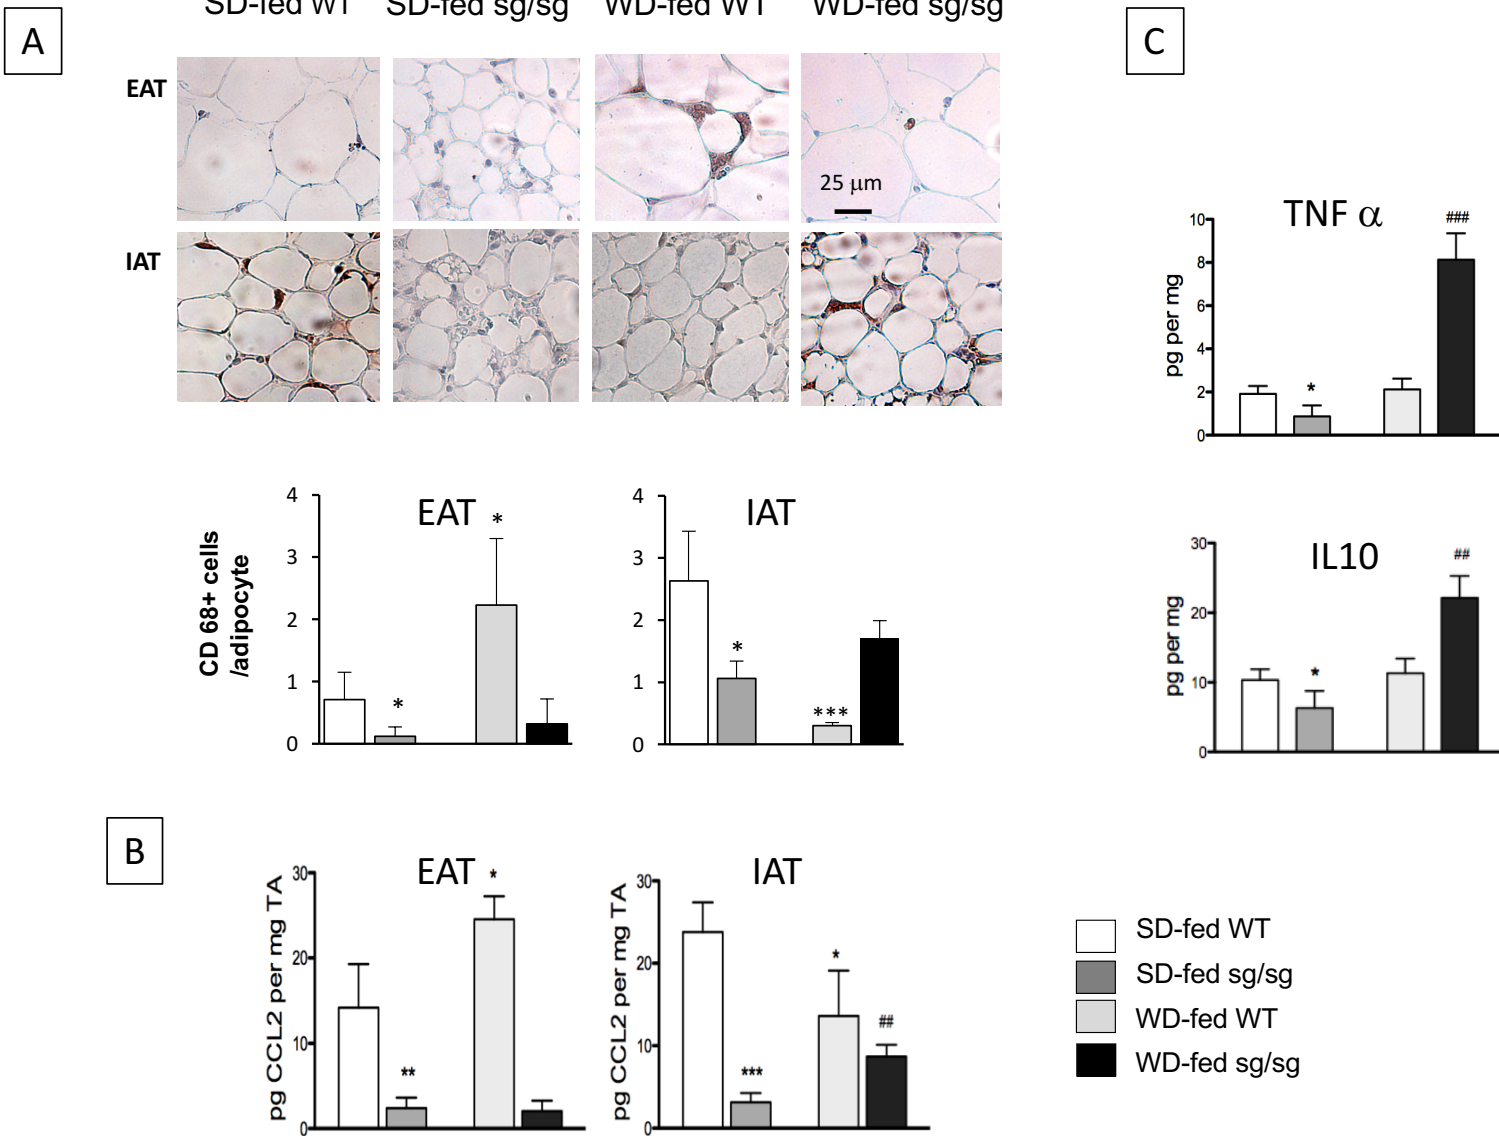 SD-fed WT SD-fed sg/sg WD-fed WT WD-fed sg/sg
A
EAT
25 μm
IAT
CD 68+ cells
/adipocyte
EAT
4
3
2
1
0
*
*
IAT
4
3
2
1
0
*
***
B
pg CCL2 per mg TA
EAT
30
20
10
0
**
*
pg CCL2 per mg TA
IAT
30
20
10
0
***
*
##
C
TNF α
pg per mg
10
8
6
4
2
0
*
###
IL10
pg per mg
30
20
10
0
*
##
SD-fed WT
SD-fed sg/sg
WD-fed WT
WD-fed sg/sg